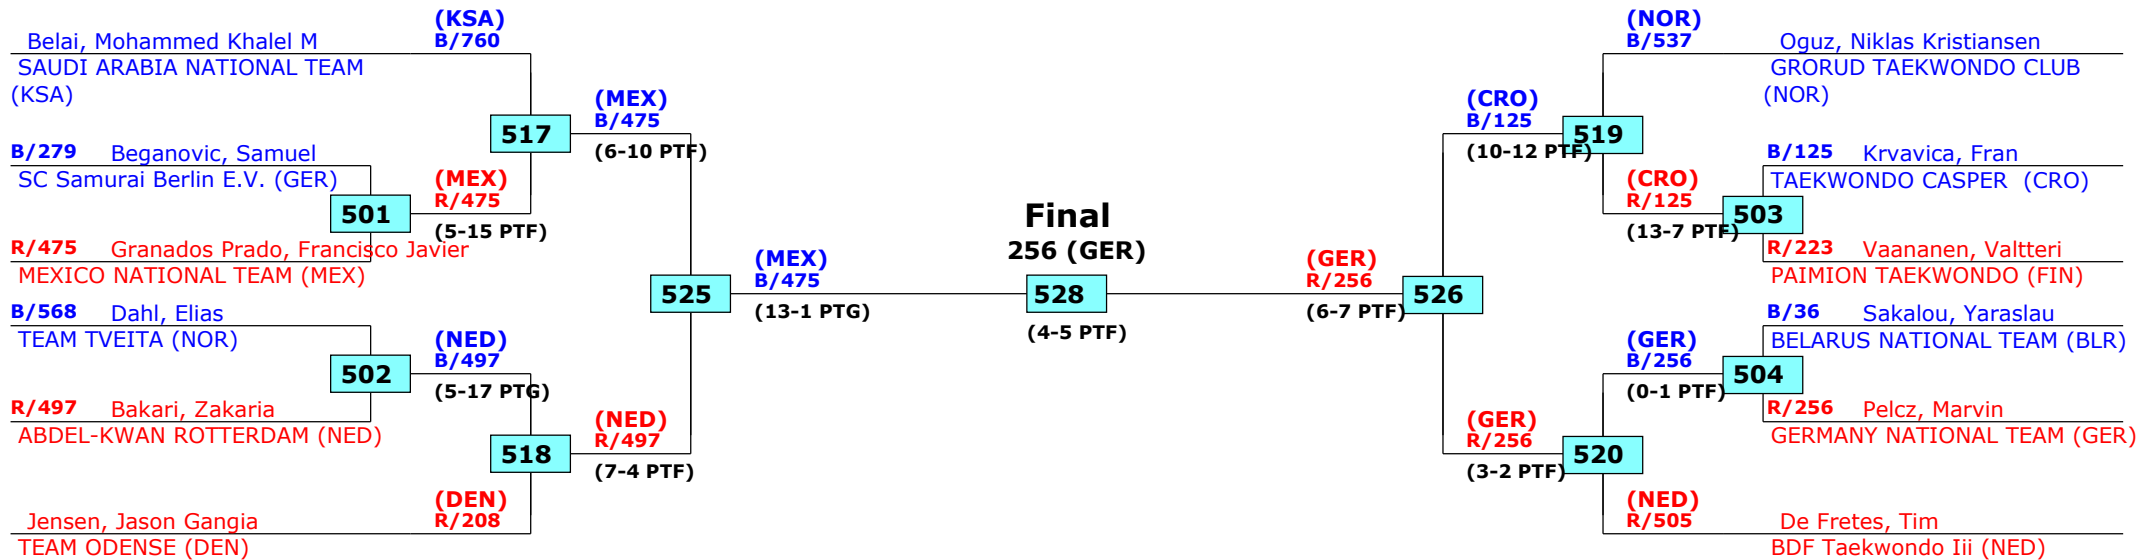 (KSA)
Belai, Mohammed Khalel M B/760
SAUDI ARABIA NATIONAL TEAM
(KSA)
(MEX)
517 B/475
(6-10 PTF)
B/279 Beganovic, Samuel
SC Samurai Berlin E.V. (GER)
(MEX)
501 R/475
(5-15 PTF)
R/475 Granados Prado, Francisco Javier
MEXICO NATIONAL TEAM (MEX)
(MEX)
525 B/475
(13-1 PTG)
B/568 Dahl, Elias
TEAM TVEITA (NOR)
(NED)
502 B/497
(5-17 PTG)
R/497 Bakari, Zakaria
ABDEL-KWAN ROTTERDAM (NED)
(NED)
518 R/497
(7-4 PTF)
(DEN)
Jensen, Jason Gangia R/208
TEAM ODENSE (DEN)
Final
256 (GER)
528
(4-5 PTF)
(NOR)
B/537 Oguz, Niklas Kristiansen
GRORUD TAEKWONDO CLUB
(NOR)
(CRO)
B/125 519
(10-12 PTF)
B/125 Krvavica, Fran
TAEKWONDO CASPER (CRO)
(CRO)
R/125 503
(13-7 PTF)
R/223 Vaananen, Valtteri
PAIMION TAEKWONDO (FIN)
(GER)
R/256 526
(6-7 PTF)
B/36 Sakalou, Yaraslau
BELARUS NATIONAL TEAM (BLR)
(GER)
B/256 504
(0-1 PTF)
R/256 Pelcz, Marvin
GERMANY NATIONAL TEAM (GER)
(GER)
R/256 520
(3-2 PTF)
(NED)
R/505 De Fretes, Tim
BDF Taekwondo Iii (NED)